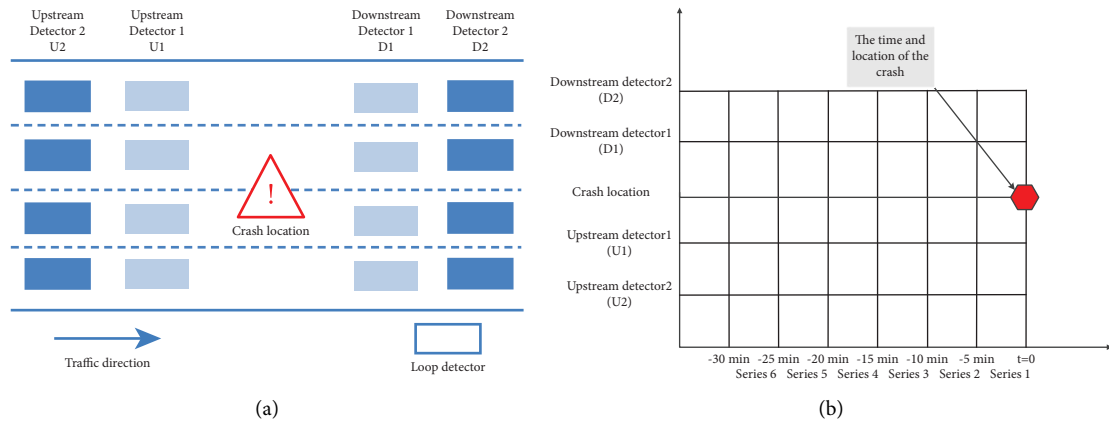 Upstream
Detector 2
U2
Upstream
Detector 1
U1
Downstream
Detector 1
D1
Downstream
Detector 2
D2
!
Crash location
Traffic direction
Loop detector
(a)
The time and
location of the
crash
Downstream detector2
(D2)
Downstream detector1
(D1)
Crash location
Upstream detector1
(U1)
Upstream detector2
(U2)
-30 min -25 min -20 min -15 min -10 min -5 min t=0
Series 6 Series 5 Series 4 Series 3 Series 2 Series 1
(b)